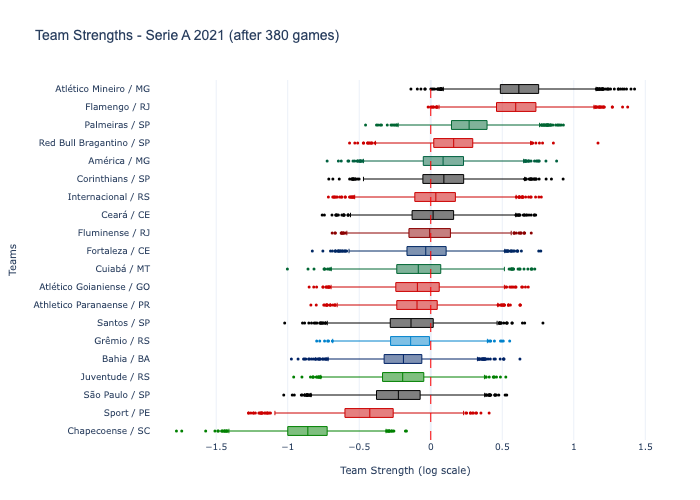 Team Strengths - Serie A 2021 (after 380 games)
Atlético Mineiro / MG
Flamengo / RJ
Palmeiras / SP
Red Bull Bragantino / SP
América / MG
Corinthians / SP
Internacional / RS
Ceará / CE
Fluminense / RJ
Fortaleza / CE
Cuiabá / MT
Atlético Goianiense / GO
Athletico Paranaense / PR
Santos / SP
Grêmio / RS
Bahia / BA
Juventude / RS
São Paulo / SP
Sport / PE
Chapecoense / SC
Teams
−1.5 −1 −0.5 0 0.5 1 1.5
Team Strength (log scale)